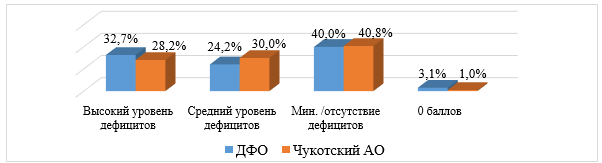 32,7% 28,2% 24,2% 30,0% 40,0% 40,8% 3,1% 1,0%
Высокий уровень дефицитов
Средний уровень дефицитов
Мин. /отсутствие дефицитов
0 баллов
ДФО Чукотский АО